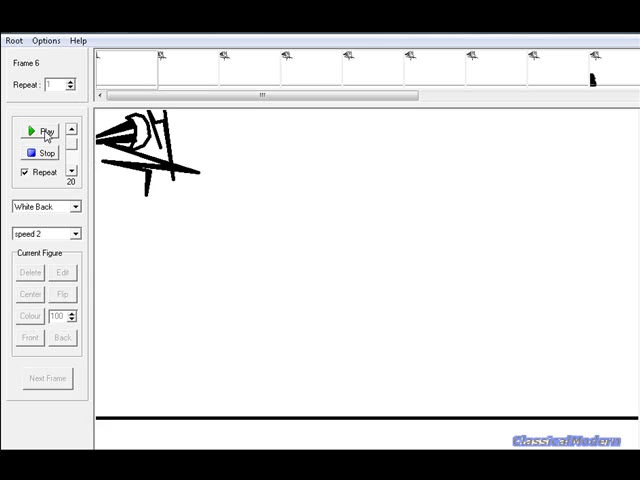 Root Options Help
Frame 6
Repeat : 1
Play
Stop
Repeat
20
White Back
speed 2
Current Figure
Delete Edit
Center Flip
Colour 100
Front Back
Next Frame
ClassicalModern